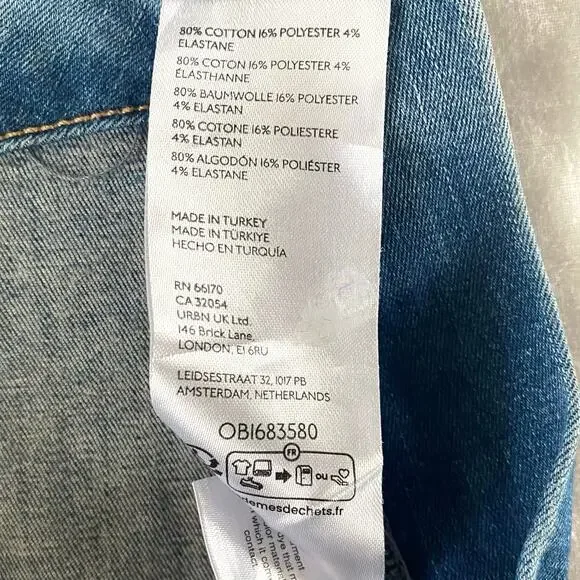 80% COTTON 16% POLYESTER 4%
ELASTANE
80% COTON 16% POLYESTER 4%
ÉLASTHANNE
80% BAUMWOLLE 16% POLYESTER
4% ELASTAN
80% COTONE 16% POLIESTERE
4% ELASTAN
80% ALGODÓN 16% POLIÉSTER
4% ELASTANE
MADE IN TURKEY
MADE IN TÜRKIYE
HECHO EN TURQUÍA
RN 66170
CA 32054
URBN UK Ltd.
146 Brick Lane,
LONDON, E1 6RU
LEIDSESTRAAT 32, 1017 PB
AMSTERDAM, NETHERLANDS
OB1683580
FR
OU
demesdechets.fr